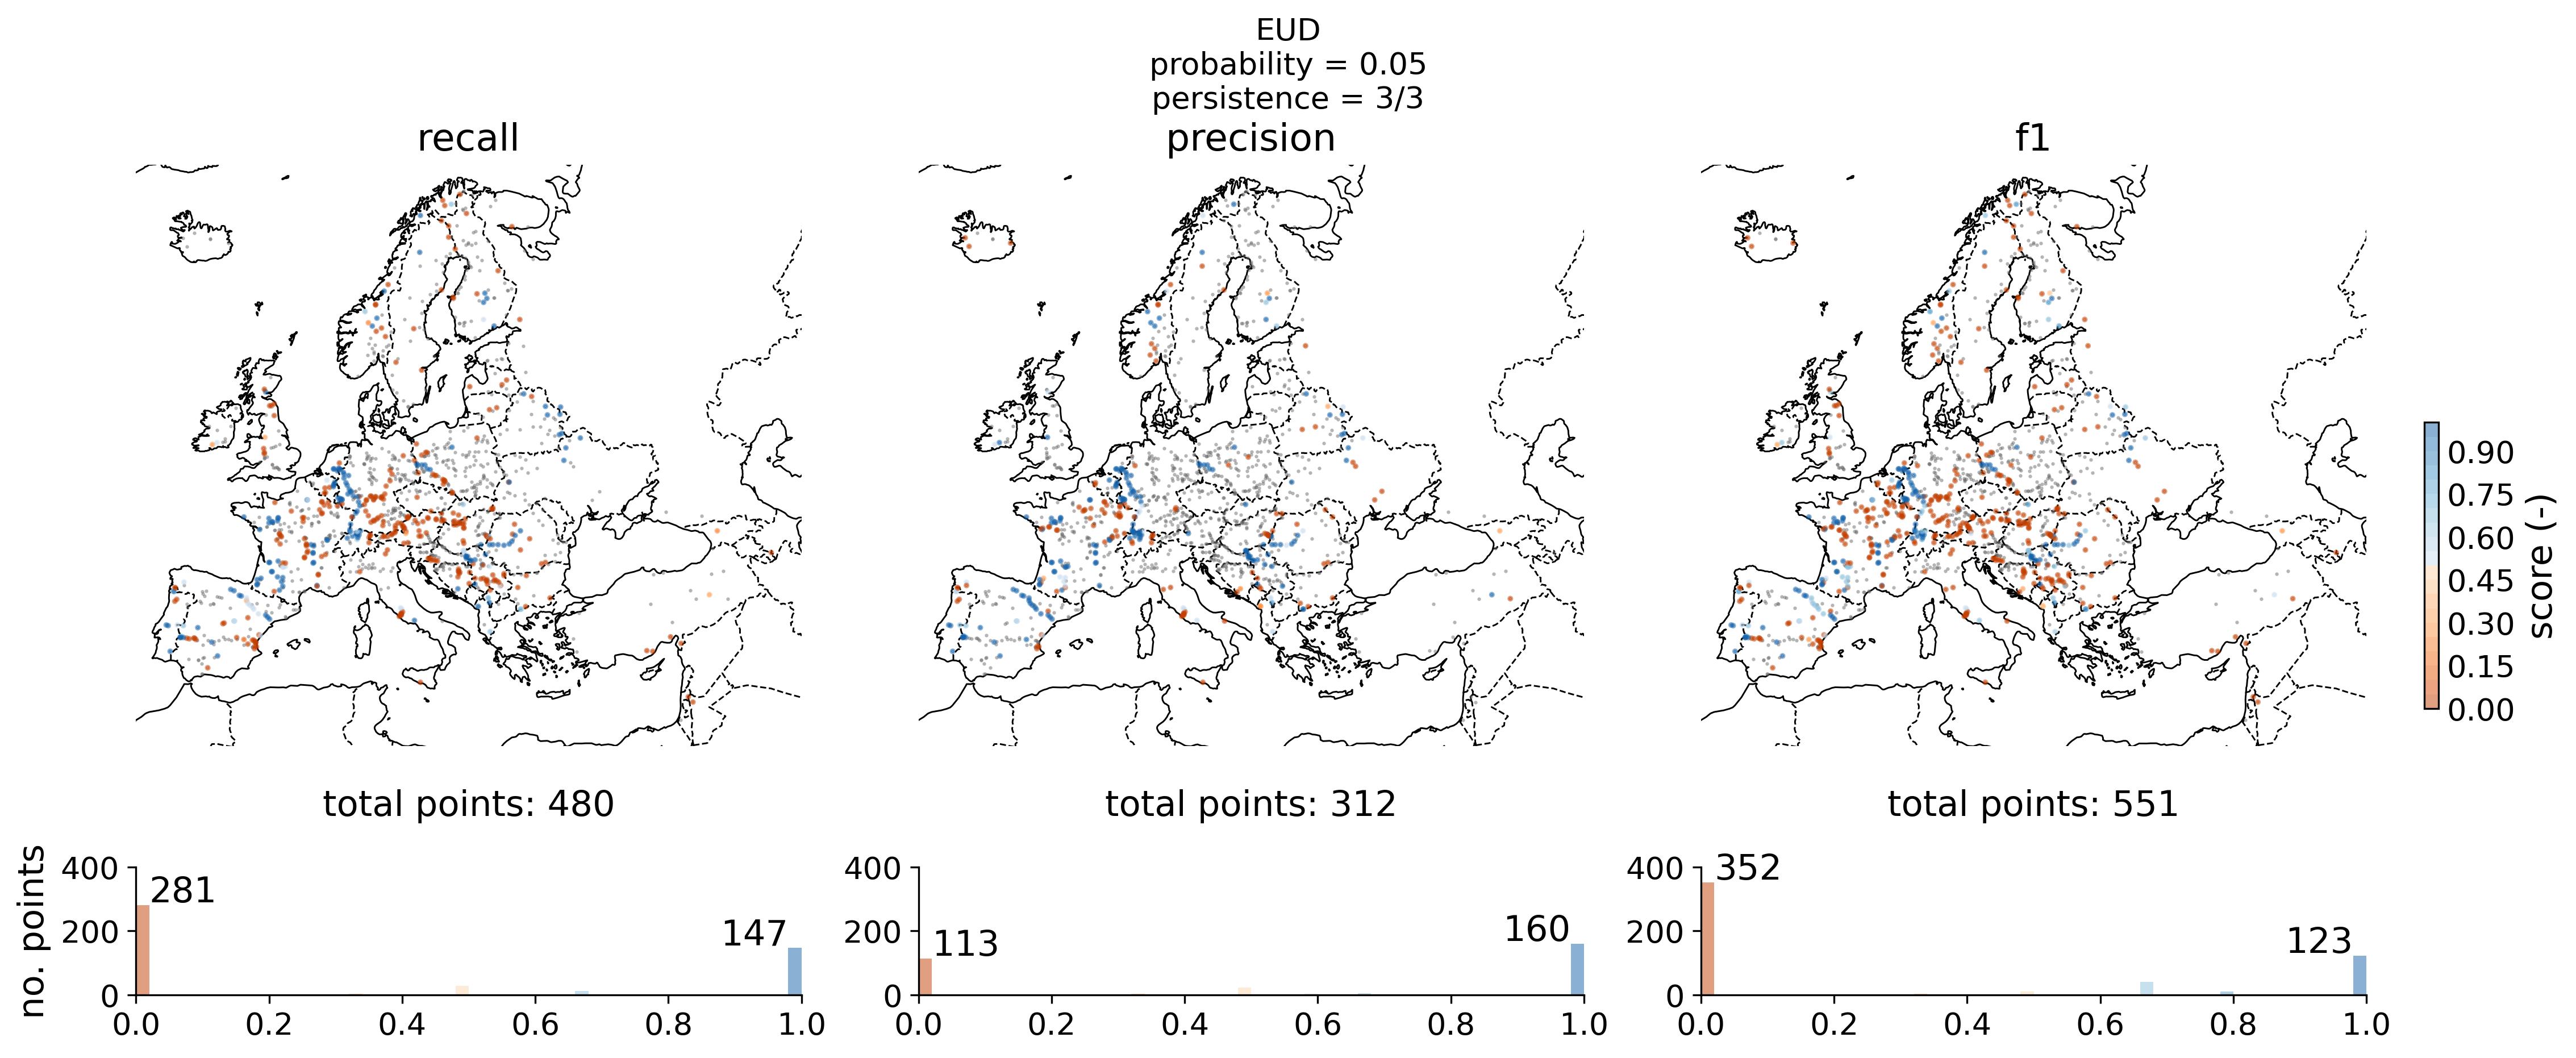 EUD
probability = 0.05
persistence = 3/3
recall
precision
f1
0.90
0.75
0.60
0.45
0.30
0.15
0.00
score (-)
total points: 480
total points: 312
total points: 551
no. points
400
200
0
281
147
0.0 0.2 0.4 0.6 0.8 1.0
400
200
0
113
160
0.0 0.2 0.4 0.6 0.8 1.0
400
200
0
352
123
0.0 0.2 0.4 0.6 0.8 1.0